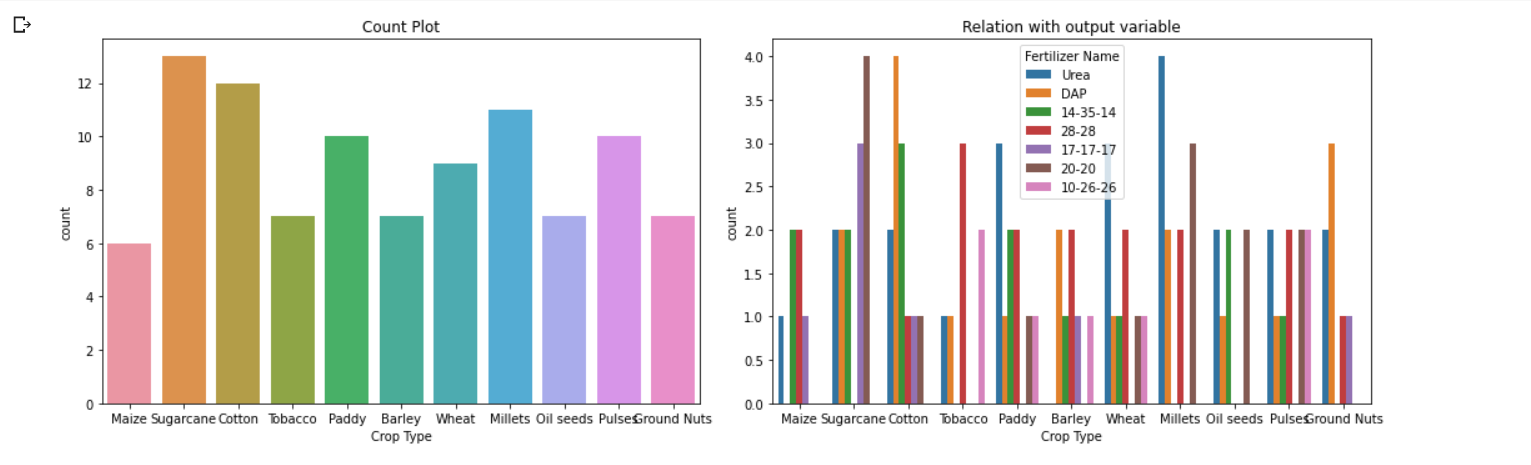 Count Plot
count
12
10
8
6
4
2
0
Maize Sugarcane Cotton Tobacco Paddy Barley Wheat Millets Oil seeds Pulses Ground Nuts
Crop Type
Relation with output variable
count
4.0
3.5
3.0
2.5
2.0
1.5
1.0
0.5
0.0
Fertilizer Name
Urea
DAP
14-35-14
28-28
17-17-17
20-20
10-26-26
Maize Sugarcane Cotton Tobacco Paddy Barley Wheat Millets Oil seeds Pulses Ground Nuts
Crop Type